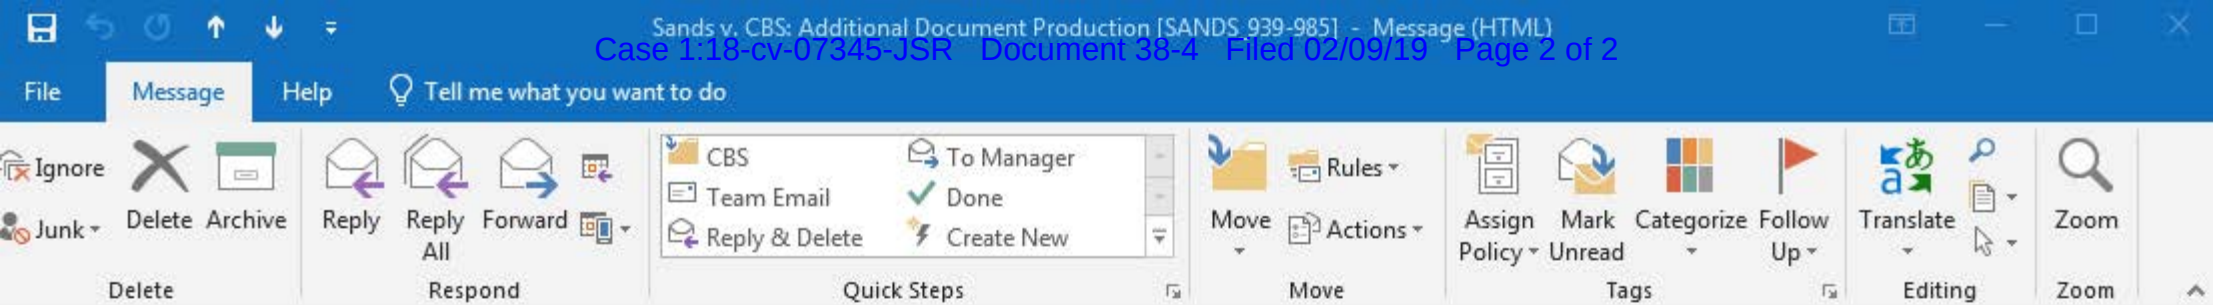 Sands v. CBS: Additional Document Production [SANDS_939-985] - Message (HTML)
Case 1:18-cv-07345-JSR Document 38-4 Filed 02/09/19 Page 2 of 2
File Message Help Tell me what you want to do
Ignore
Junk
Delete
Archive
Delete
Reply
Reply All
Forward
Respond
CBS
To Manager
Team Email
Done
Reply & Delete
Create New
Quick Steps
Move
Rules
Actions
Move
Assign Policy
Mark Unread
Categorize
Follow Up
Tags
あ
a
Translate
Editing
Zoom
Zoom